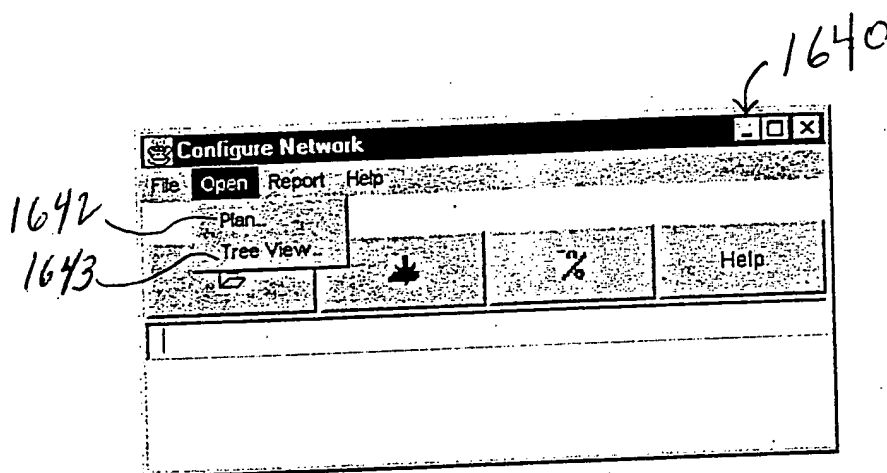 1640
Configure Network
File Open Report Help
1642 Plan...
1643 Tree View...
Help